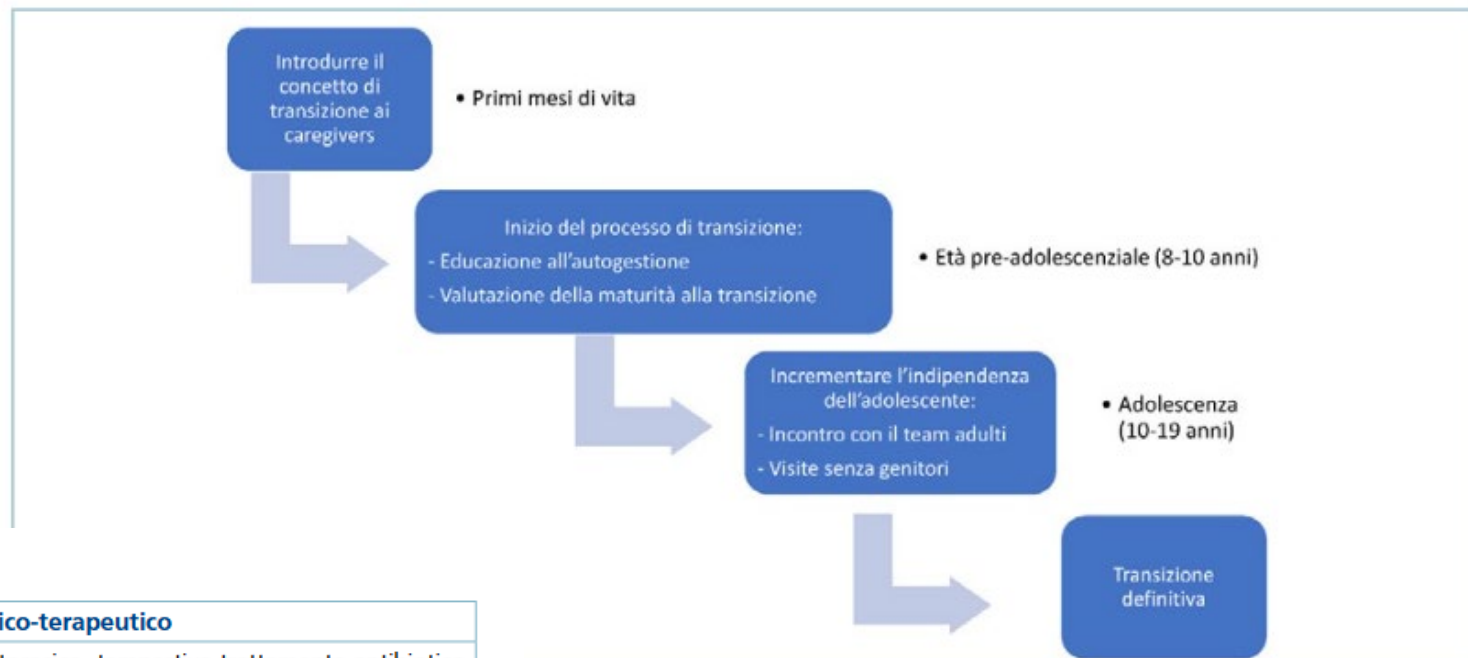 Introdurre il
concetto di
transizione ai
caregivers
• Primi mesi di vita
Inizio del processo di transizione:
- Educazione all'autogestione
- Valutazione della maturità alla transizione
• Età pre-adolescenziale (8-10 anni)
Incrementare l'indipendenza
dell'adolescente:
- Incontro con il team adulti
- Visite senza genitori
• Adolescenza
(10-19 anni)
Transizione
definitiva
ico-terapeutico